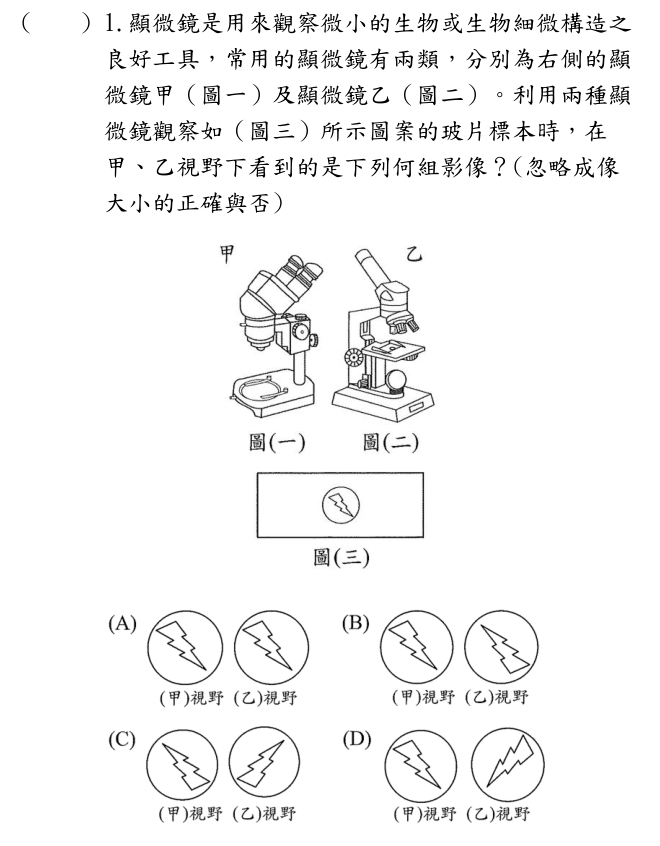 （　　）1. 顯微鏡是用來觀察微小的生物或生物細微構造之
良好工具，常用的顯微鏡有兩類，分別為右側的顯
微鏡甲（圖一）及顯微鏡乙（圖二）。利用兩種顯
微鏡觀察如（圖三）所示圖案的玻片標本時，在
甲、乙視野下看到的是下列何組影像？(忽略成像
大小的正確與否)
甲 乙
圖(一) 圖(二)
圖(三)
(A) (B)
(甲)視野 (乙)視野 (甲)視野 (乙)視野
(C) (D)
(甲)視野 (乙)視野 (甲)視野 (乙)視野